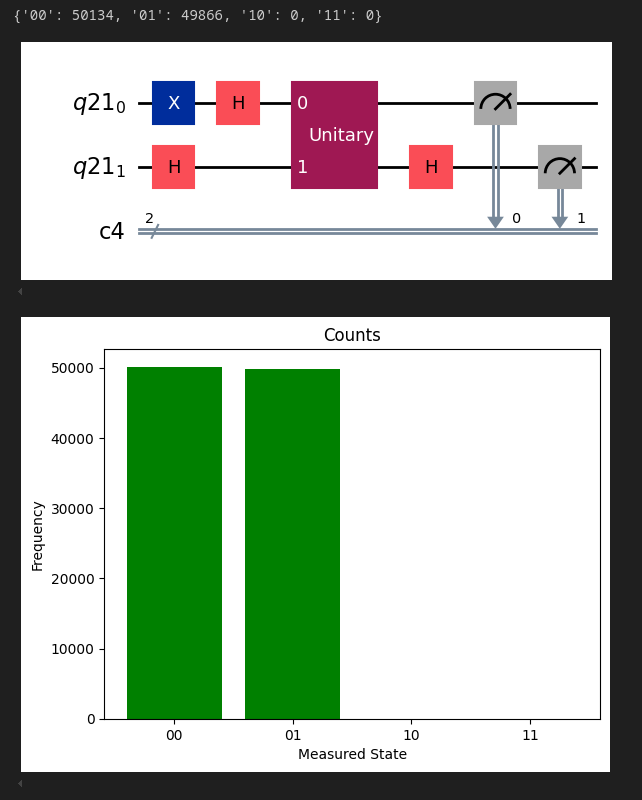 {'00': 50134, '01': 49866, '10': 0, '11': 0}
q21₀ X H 0
Unitary
q21₁ H 1 H
c4 2 0 1
Counts
50000
40000
30000
20000
10000
0
Frequency
00 01 10 11
Measured State